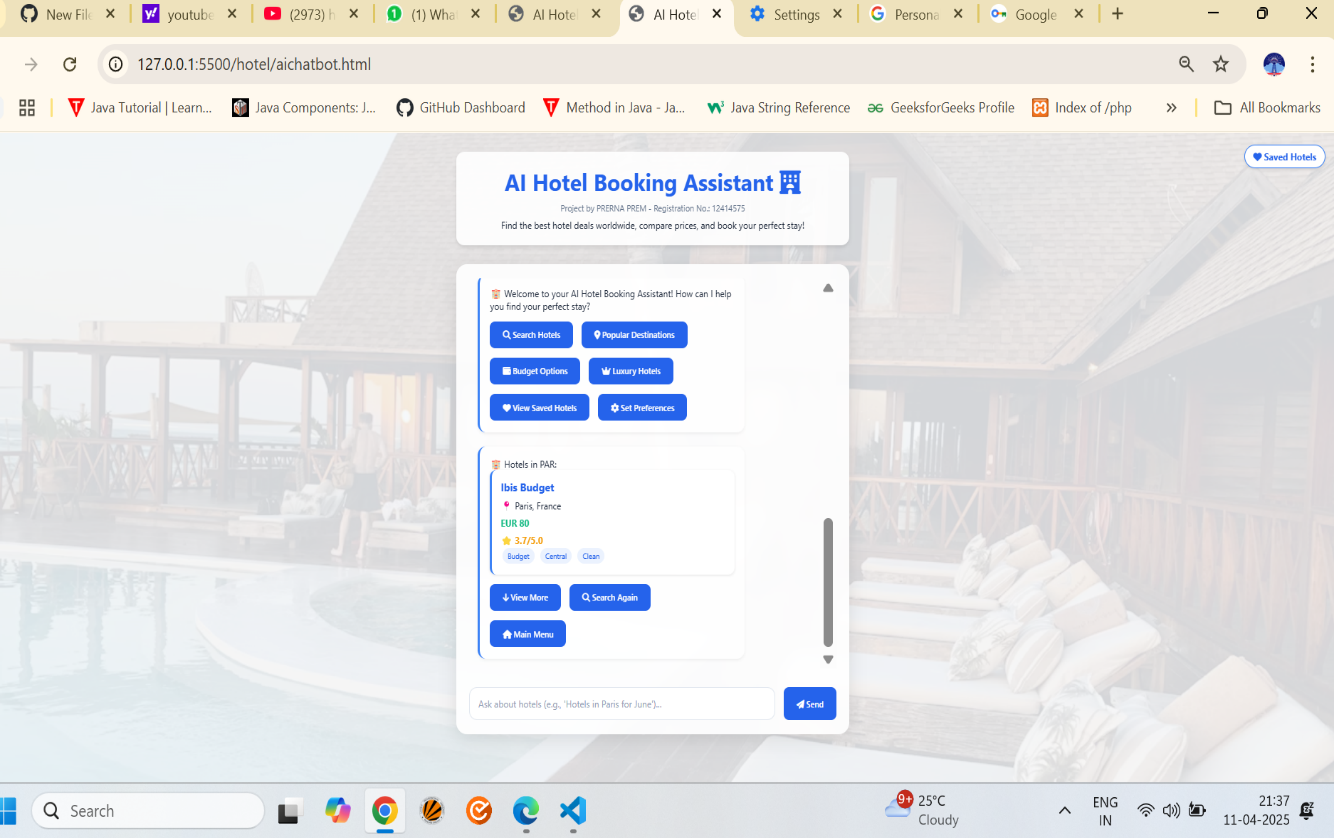 New File
youtube
(2973) h
(1) What
AI Hotel
AI Hotel
Settings
Persona
Google
127.0.0.1:5500/hotel/aichatbot.html
Java Tutorial | Learn...
Java Components: J...
GitHub Dashboard
Method in Java - Ja...
Java String Reference
GeeksforGeeks Profile
Index of /php
All Bookmarks
Saved Hotels
AI Hotel Booking Assistant
Project by PRERNA PREM - Registration No.: 12414575
Find the best hotel deals worldwide, compare prices, and book your perfect stay!
Welcome to your AI Hotel Booking Assistant! How can I help
you find your perfect stay?
Search Hotels
Popular Destinations
Budget Options
Luxury Hotels
View Saved Hotels
Set Preferences
Hotels in PAR:
Ibis Budget
Paris, France
EUR 80
3.7/5.0
Budget Central Clean
View More
Search Again
Main Menu
Ask about hotels (e.g., 'Hotels in Paris for June')...
Send
Search
9+
25°C
Cloudy
ENG
IN
21:37
11-04-2025